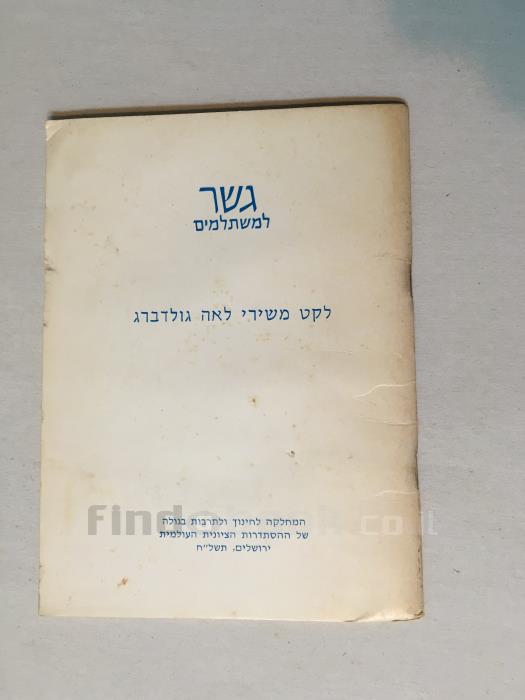 גשר
למשתלמים
לקט משירי לאה גולדברג
המחלקה לחינוך ולתרבות בגולה
של ההסתדרות הציונית העולמית
ירושלים, תשל"ח